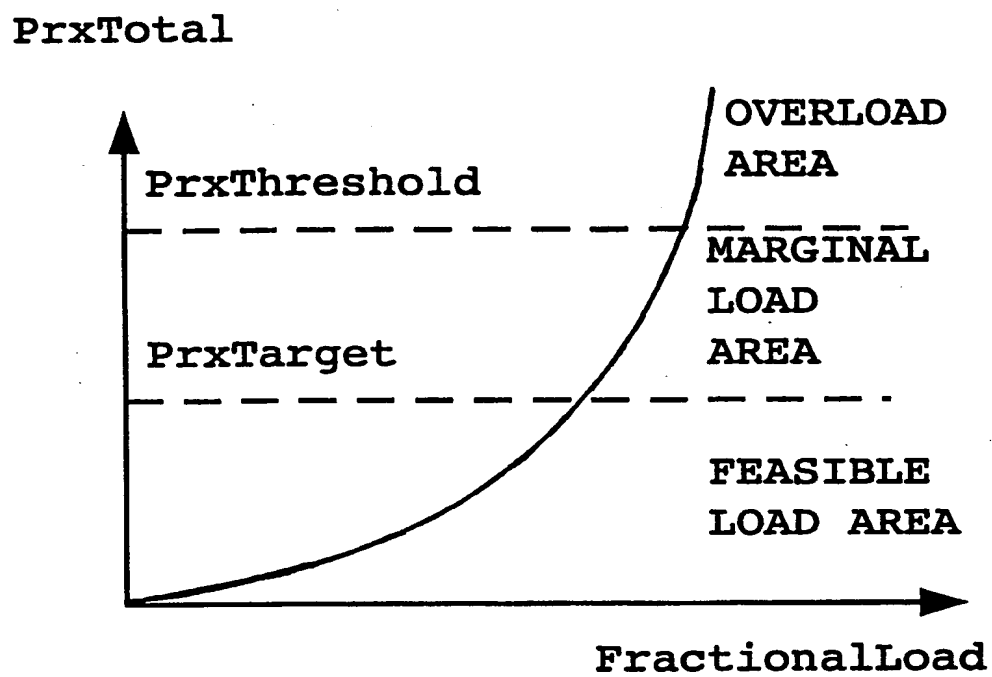 PrxTotal
OVERLOAD
AREA
PrxThreshold
MARGINAL
LOAD
AREA
PrxTarget
FEASIBLE
LOAD AREA
FractionalLoad